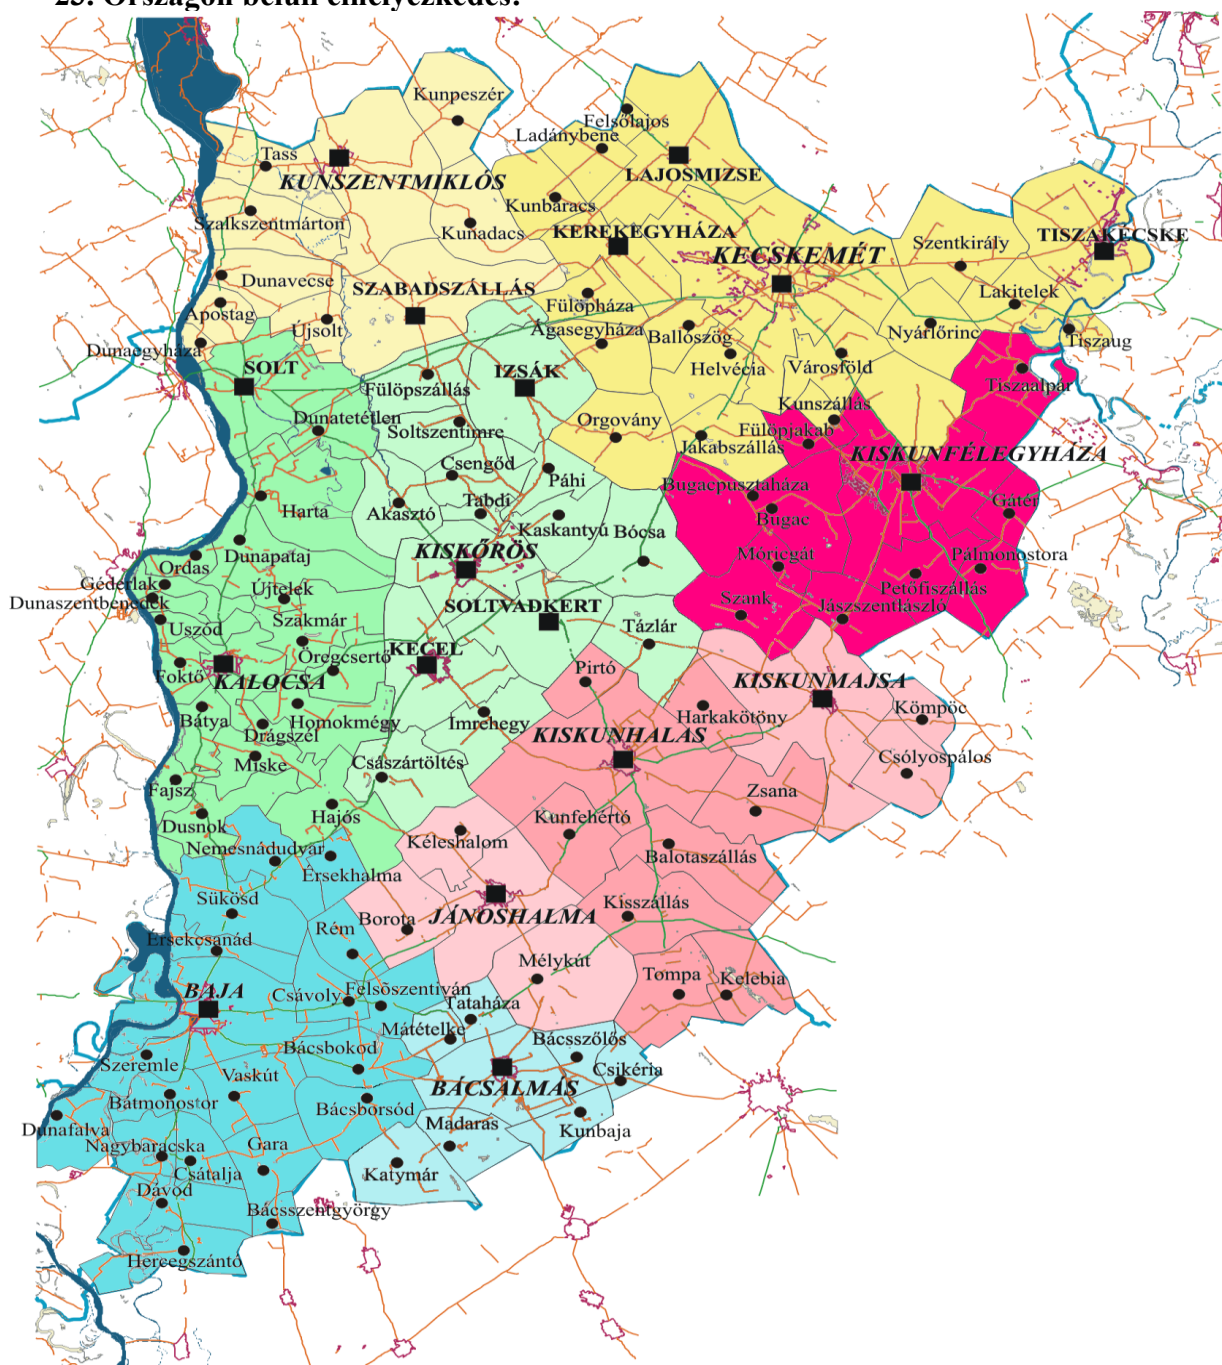 Kunpeszér
Felsőlajos
Ladánybene
Tass
LAJOSMIZSE
KUNSZENTMIKLÓS
Kunbaracs
Szalkszentmárton
Kunadacs
KEREKEGYHÁZA
TISZAKÉCSKE
Szentkirály
KECSKEMÉT
Dunavecse
SZABADSZÁLLÁS
Lakitelek
Fülöpháza
Apostag
Újsolt
Ágasegyháza
Ballószög
Nyárlőrinc
Tiszaug
Dunaegyháza
SOLT
IZSÁK
Helvécia
Városföld
Fülöpszállás
Tiszaalpár
Kunszállás
Dunatetétlen
Soltszentimre
Orgovány
Fülöpjakab
Jakabszállás
KISKUNFÉLEGYHÁZA
Csengőd
Páhi
Bugacpusztaháza
Tabdi
Gátér
Harta
Akasztó
Bugac
Kaskantyú
Bócsa
KISKŐRÖS
Dunapataj
Móricgát
Pálmonostora
Ordas
Géderlak
Újtelek
Petőfiszállás
Dunaszentbenedek
SOLTVADKERT
Szank
Jászszentlászló
Uszód
Szakmár
Tázlár
KECEL
Öregcsertő
Foktő
KALOCSA
Pirtó
KISKUNMAJSA
Kömpöc
Bátya
Homokmégy
Imrehegy
Harkakötöny
Drágszél
KISKUNHALAS
Miske
Császártöltés
Csólyospálos
Fajsz
Zsana
Hajós
Kunfehértó
Dusnok
Kéleshalom
Nemesnádudvar
Balotaszállás
Érsekhalma
Sükösd
Kisszállás
Borota
JÁNOSHALMA
Rém
Érsekcsanád
Mélykút
Tompa
Kelebia
BAJA
Csávoly
Felsőszentiván
Tataháza
Mátételke
Bácsszőlős
Bácsbokod
Szeremle
Csikéria
Vaskút
BÁCSALMÁS
Bátmonostor
Bácsborsód
Dunafalva
Madaras
Kunbaja
Nagybaracska
Gara
Csátalja
Katymár
Dávod
Bácsszentgyörgy
Hercegszántó